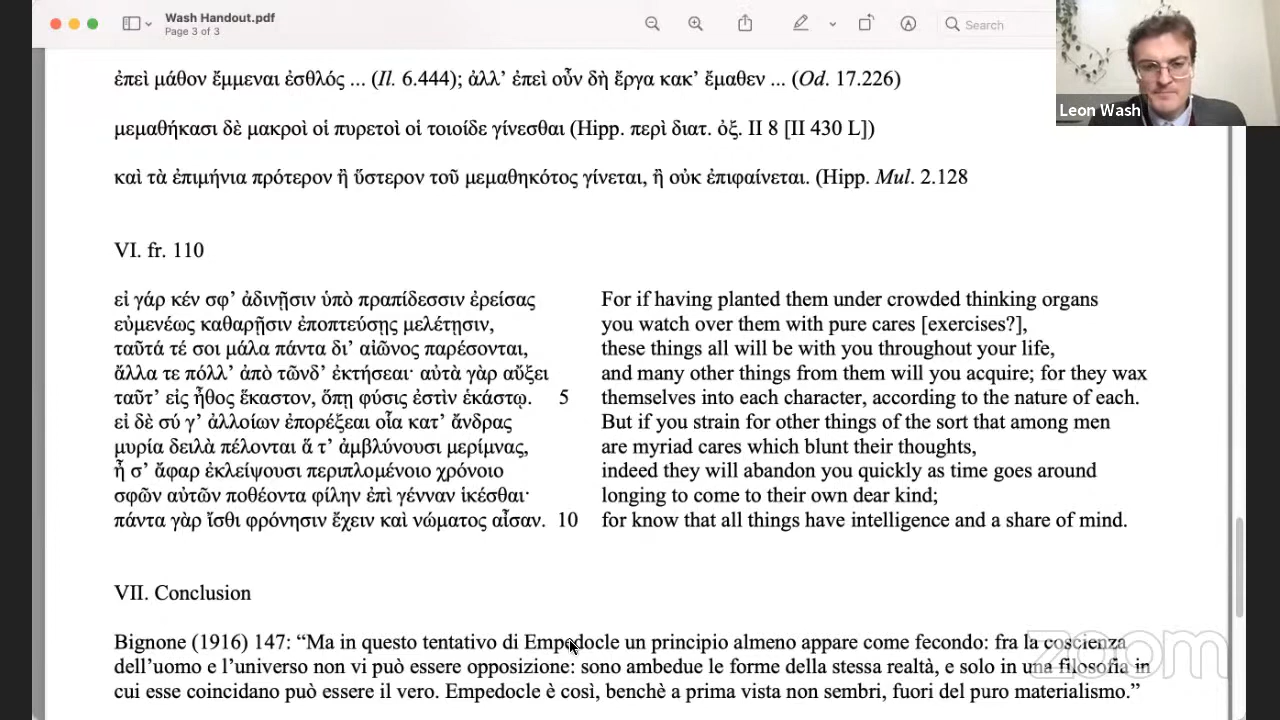 Wash Handout.pdf
Page 3 of 3
Search
Leon Wash
ἐπεὶ μάθον ἔμμεναι ἐσθλός ... (Il. 6.444); ἀλλ’ ἐπεὶ οὖν δὴ ἔργα κακ’ ἔμαθεν ... (Od. 17.226)
μεμαθήκασι δὲ μακροὶ οἱ πυρετοὶ οἱ τοιοίδε γίνεσθαι (Hipp. περὶ διατ. ὀξ. II 8 [II 430 L])
καὶ τὰ ἐπιμήνια πρότερον ἢ ὕστερον τοῦ μεμαθηκότος γίνεται, ἢ οὐκ ἐπιφαίνεται. (Hipp. Mul. 2.128
VI. fr. 110
εἰ γάρ κέν σφ’ ἀδινῇσιν ὑπὸ πραπίδεσσιν ἐρείσας
εὐμενέως καθαρῇσιν ἐποπτεύσῃς μελέτῃσιν,
ταῦτά τέ σοι μάλα πάντα δι’ αἰῶνος παρέσονται,
ἄλλα τε πόλλ’ ἀπὸ τῶνδ’ ἐκτήσεαι· αὐτὰ γὰρ αὔξει
ταῦτ’ εἰς ἦθος ἕκαστον, ὅπῃ φύσις ἐστὶν ἑκάστῳ. 5
εἰ δὲ σύ γ’ ἀλλοίων ἐπορέξεαι οἷα κατ’ ἄνδρας
μυρία δειλὰ πέλονται ἅ τ’ ἀμβλύνουσι μερίμνας,
ἦ σ’ ἄφαρ ἐκλείψουσι περιπλομένοιο χρόνοιο
σφῶν αὐτῶν ποθέοντα φίλην ἐπὶ γένναν ἱκέσθαι·
πάντα γὰρ ἴσθι φρόνησιν ἔχειν καὶ νώματος αἶσαν. 10
For if having planted them under crowded thinking organs
you watch over them with pure cares [exercises?],
these things all will be with you throughout your life,
and many other things from them will you acquire; for they wax
themselves into each character, according to the nature of each.
But if you strain for other things of the sort that among men
are myriad cares which blunt their thoughts,
indeed they will abandon you quickly as time goes around
longing to come to their own dear kind;
for know that all things have intelligence and a share of mind.
VII. Conclusion
Bignone (1916) 147: “Ma in questo tentativo di Empedocle un principio almeno appare come fecondo: fra la coscienza
dell’uomo e l’universo non vi può essere opposizione: sono ambedue le forme della stessa realtà, e solo in una filosofia in
cui esse coincidano può essere il vero. Empedocle è così, benchè a prima vista non sembri, fuori del puro materialismo.”
zoom